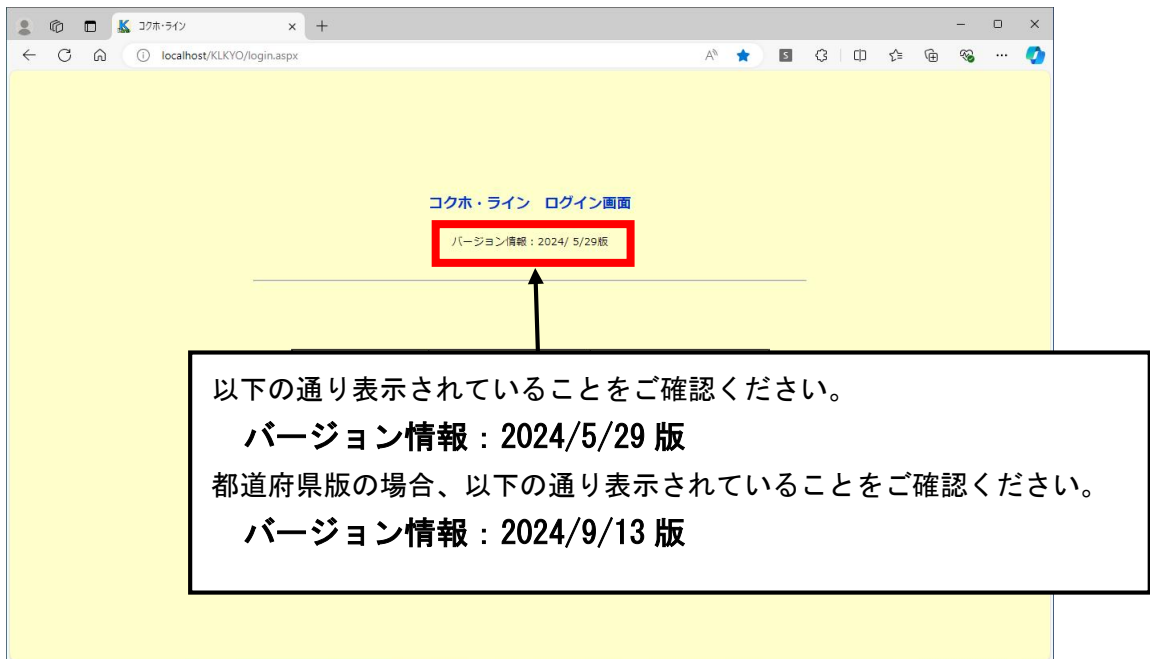 コクホ・ライン
localhost/KLKYO/login.aspx
コクホ・ライン　ログイン画面
バージョン情報：2024/ 5/29版
以下の通り表示されていることをご確認ください。
バージョン情報：2024/5/29 版
都道府県版の場合、以下の通り表示されていることをご確認ください。
バージョン情報：2024/9/13 版